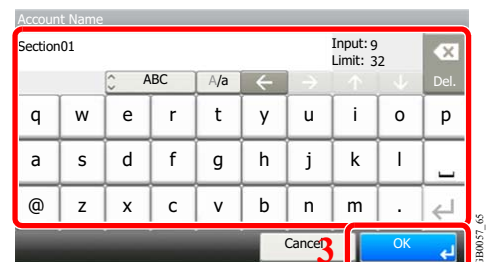 Account Name
Section01
Input: 9
Limit: 32
ABC A/a Del.
q w e r t y u i o p
a s d f g h j k l
@ z x c v b n m .
Cancel 3 OK
GB0057_65